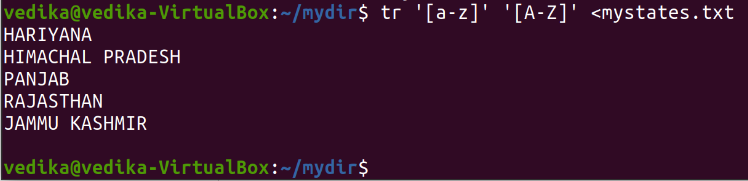 vedika@vedika-VirtualBox:~/mydir$ tr '[a-z]' '[A-Z]' <mystates.txt
HARIYANA
HIMACHAL PRADESH
PANJAB
RAJASTHAN
JAMMU KASHMIR
vedika@vedika-VirtualBox:~/mydir$